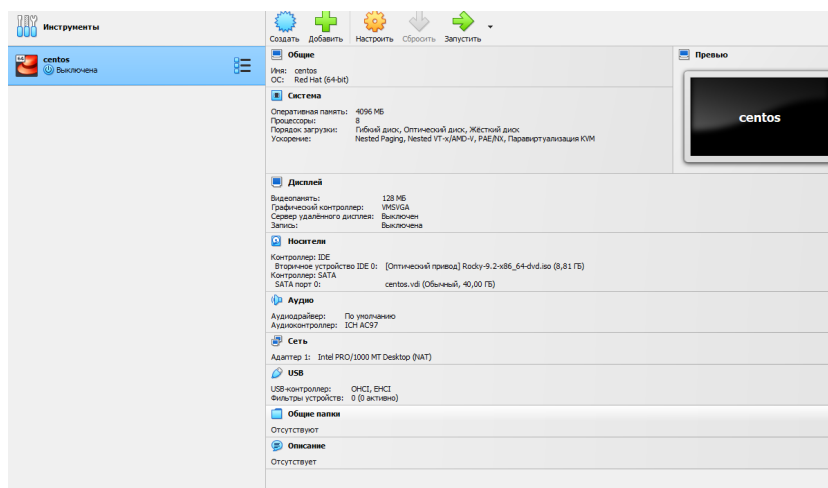 Инструменты
Создать Добавить Настроить Сбросить Запустить
64
centos
Выключена
Общие
Имя: centos
ОС: Red Hat (64-bit)
Превью
centos
Система
Оперативная память: 4096 МБ
Процессоры: 8
Порядок загрузки: Гибкий диск, Оптический диск, Жёсткий диск
Ускорение: Nested Paging, Nested VT-x/AMD-V, PAE/NX, Паравиртуализация KVM
Дисплей
Видеопамять: 128 МБ
Графический контроллер: VMSVGA
Сервер удалённого дисплея: Выключен
Запись: Выключена
Носители
Контроллер: IDE
Вторичное устройство IDE 0: [Оптический привод] Rocky-9.2-x86_64-dvd.iso (8,81 ГБ)
Контроллер: SATA
SATA порт 0: centos.vdi (Обычный, 40,00 ГБ)
Аудио
Аудиодрайвер: По умолчанию
Аудиоконтроллер: ICH AC97
Сеть
Адаптер 1: Intel PRO/1000 MT Desktop (NAT)
USB
USB-контроллер: OHCI, EHCI
Фильтры устройств: 0 (0 активно)
Общие папки
Отсутствуют
Описание
Отсутствует